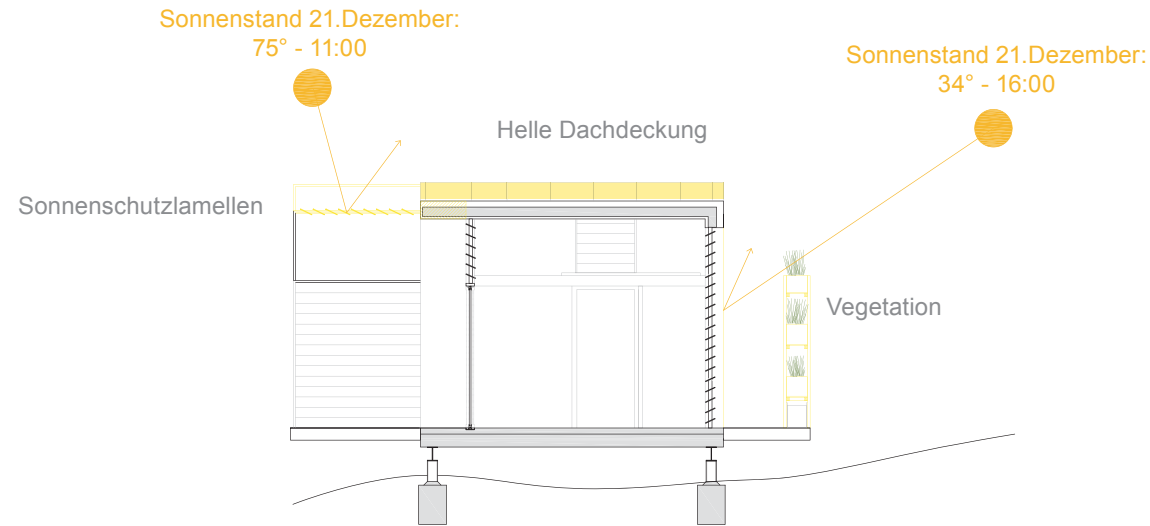 Sonnenstand 21.Dezember:
75° - 11:00
Sonnenstand 21.Dezember:
34° - 16:00
Helle Dachdeckung
Sonnenschutzlamellen
Vegetation